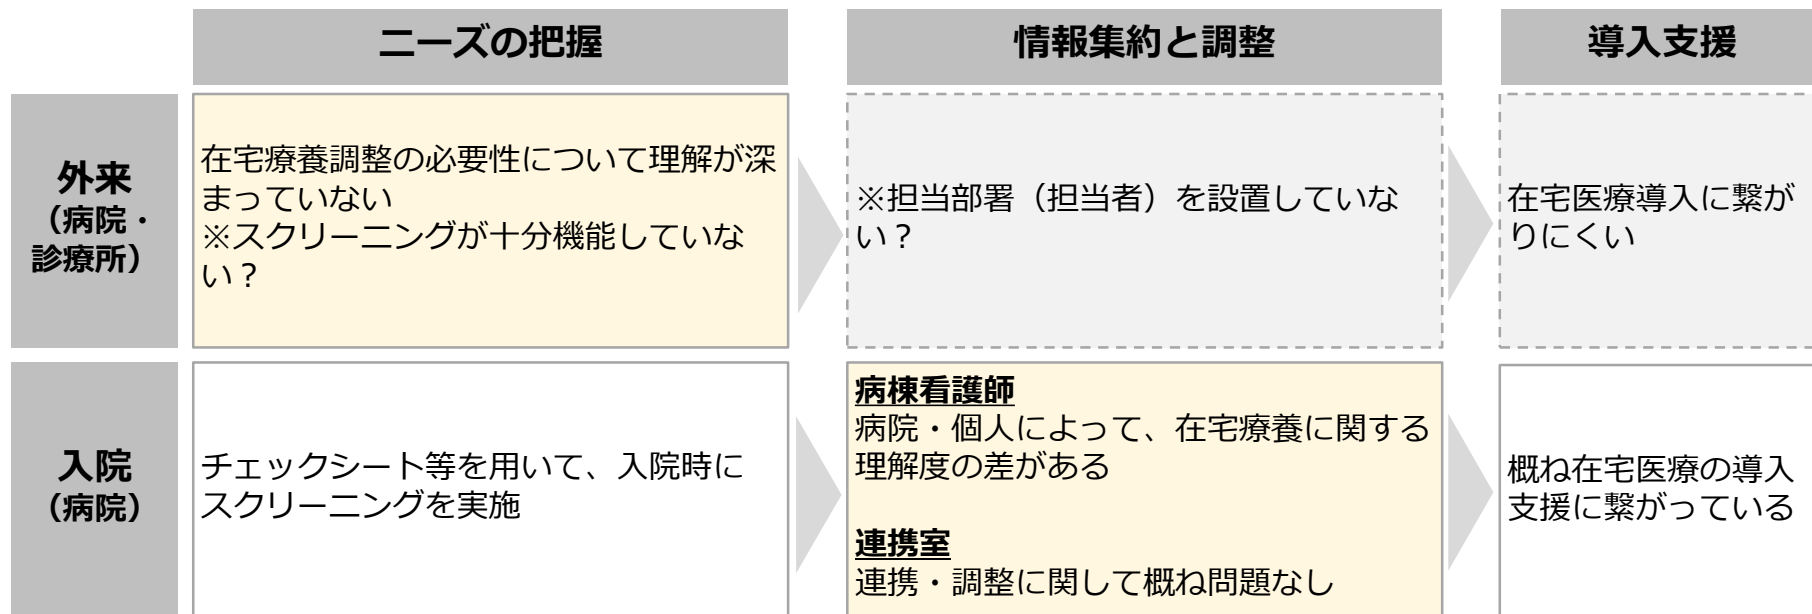 ニーズの把握
情報集約と調整
導入支援
外来
（病院・
診療所）
在宅療養調整の必要性について理解が深
まっていない
※スクリーニングが十分機能していな
い？
※担当部署（担当者）を設置していな
い？
在宅医療導入に繋が
りにくい
入院
（病院）
チェックシート等を用いて、入院時に
スクリーニングを実施
病棟看護師
病院・個人によって、在宅療養に関する
理解度の差がある
連携室
連携・調整に関して概ね問題なし
概ね在宅医療の導入
支援に繋がっている